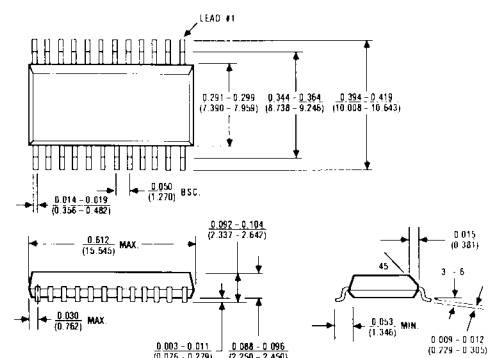 LEAD #1
0.291 - 0.299
(7.390 - 7.959)
0.344 - 0.364
(8.738 - 9.246)
0.394 - 0.419
(10.008 - 10.643)
0.014 - 0.019
(0.356 - 0.482)
0.050
(1.270) BSC.
0.612
(15.545) MAX.
0.092 - 0.104
(2.337 - 2.642)
0.015
(0.381)
45
3 - 6
0.030
(0.762) MAX.
0.053
(1.346) MIN.
0.003 - 0.011
(0.076 - 0.279)
0.088 - 0.096
(2.250 - 2.450)
0.009 - 0.012
(0.229 - 0.305)